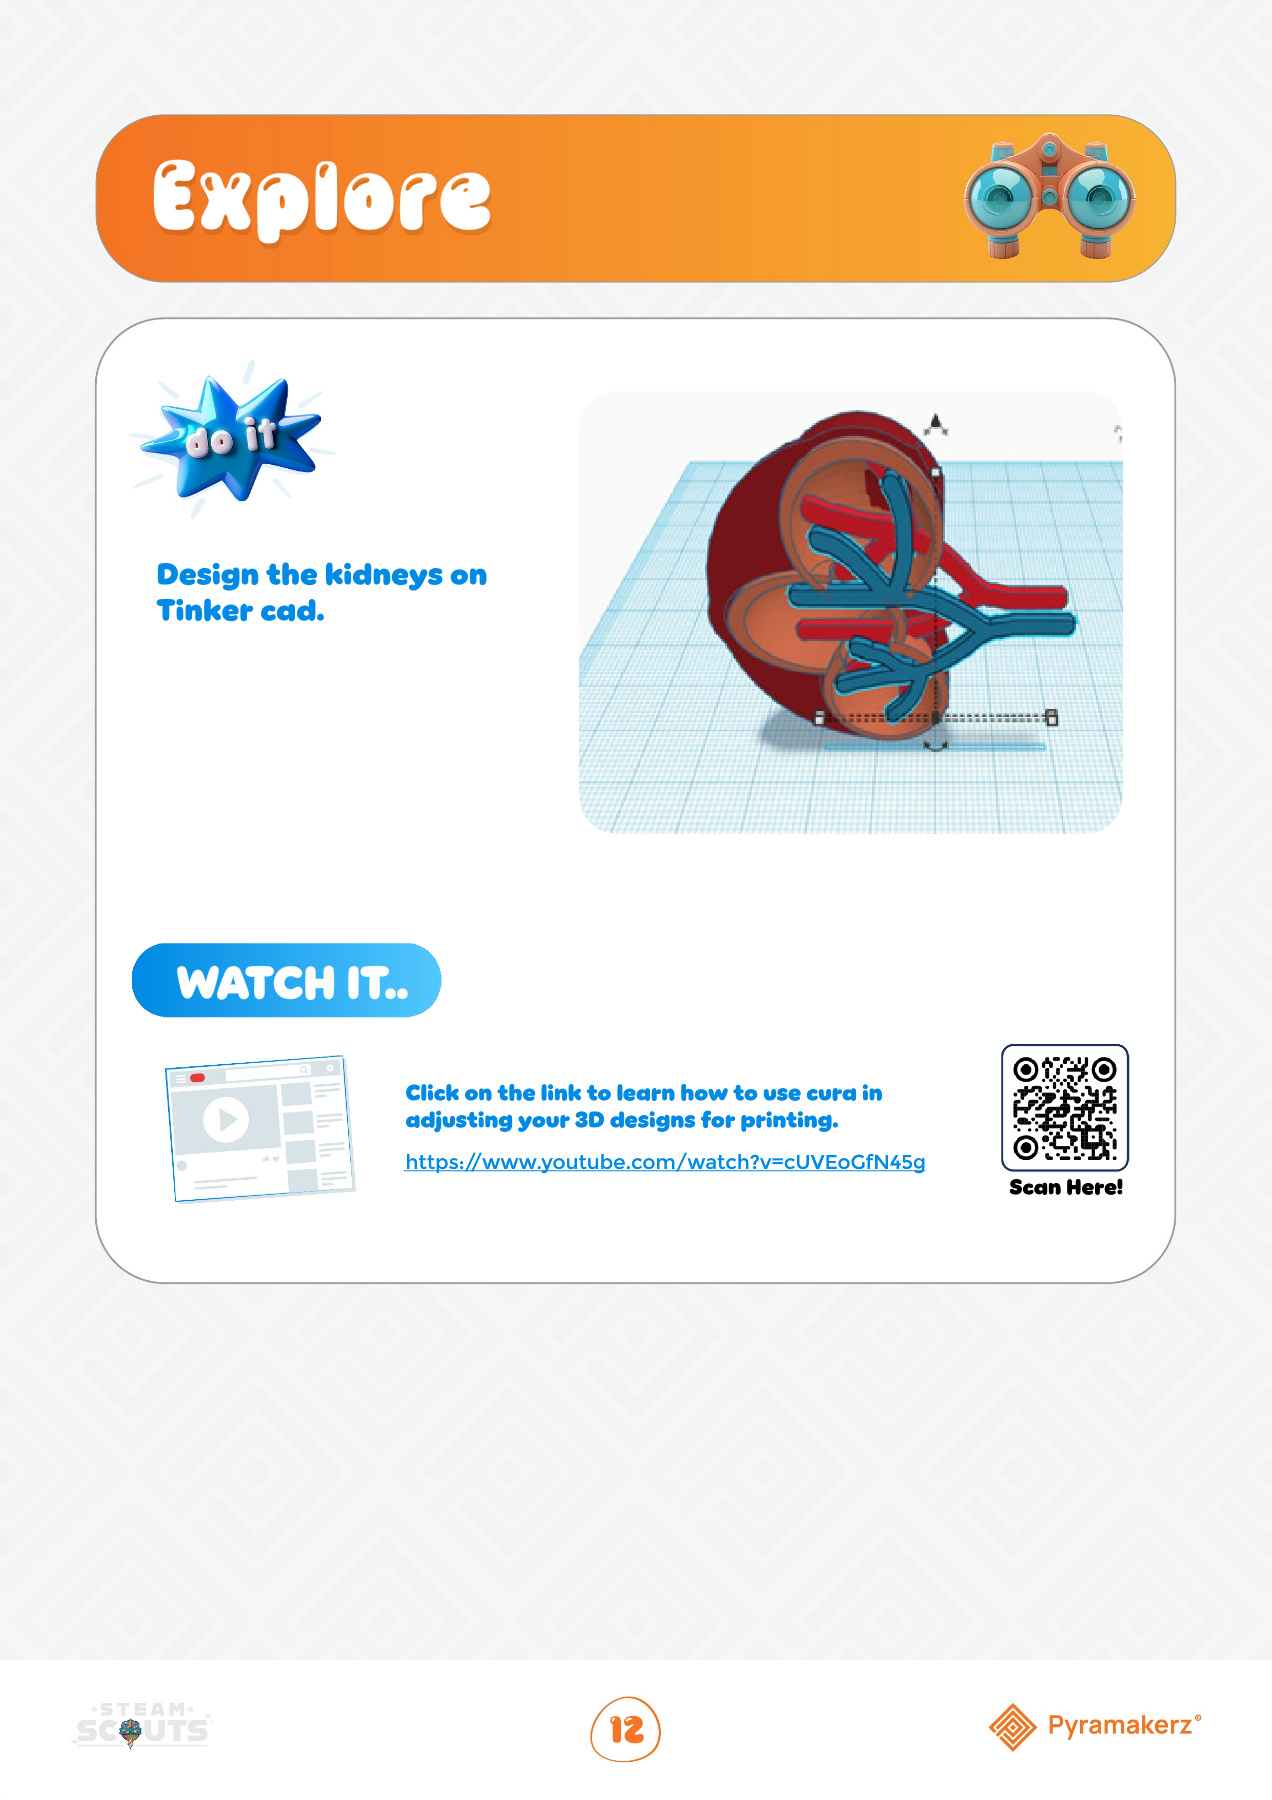 Explore
do it
Design the kidneys on
Tinker cad.
WATCH IT..
Click on the link to learn how to use cura in
adjusting your 3D designs for printing.
https://www.youtube.com/watch?v=cUVEoGfN45g
Scan Here!
STEAM
SCOUTS
12
Pyramakerz®